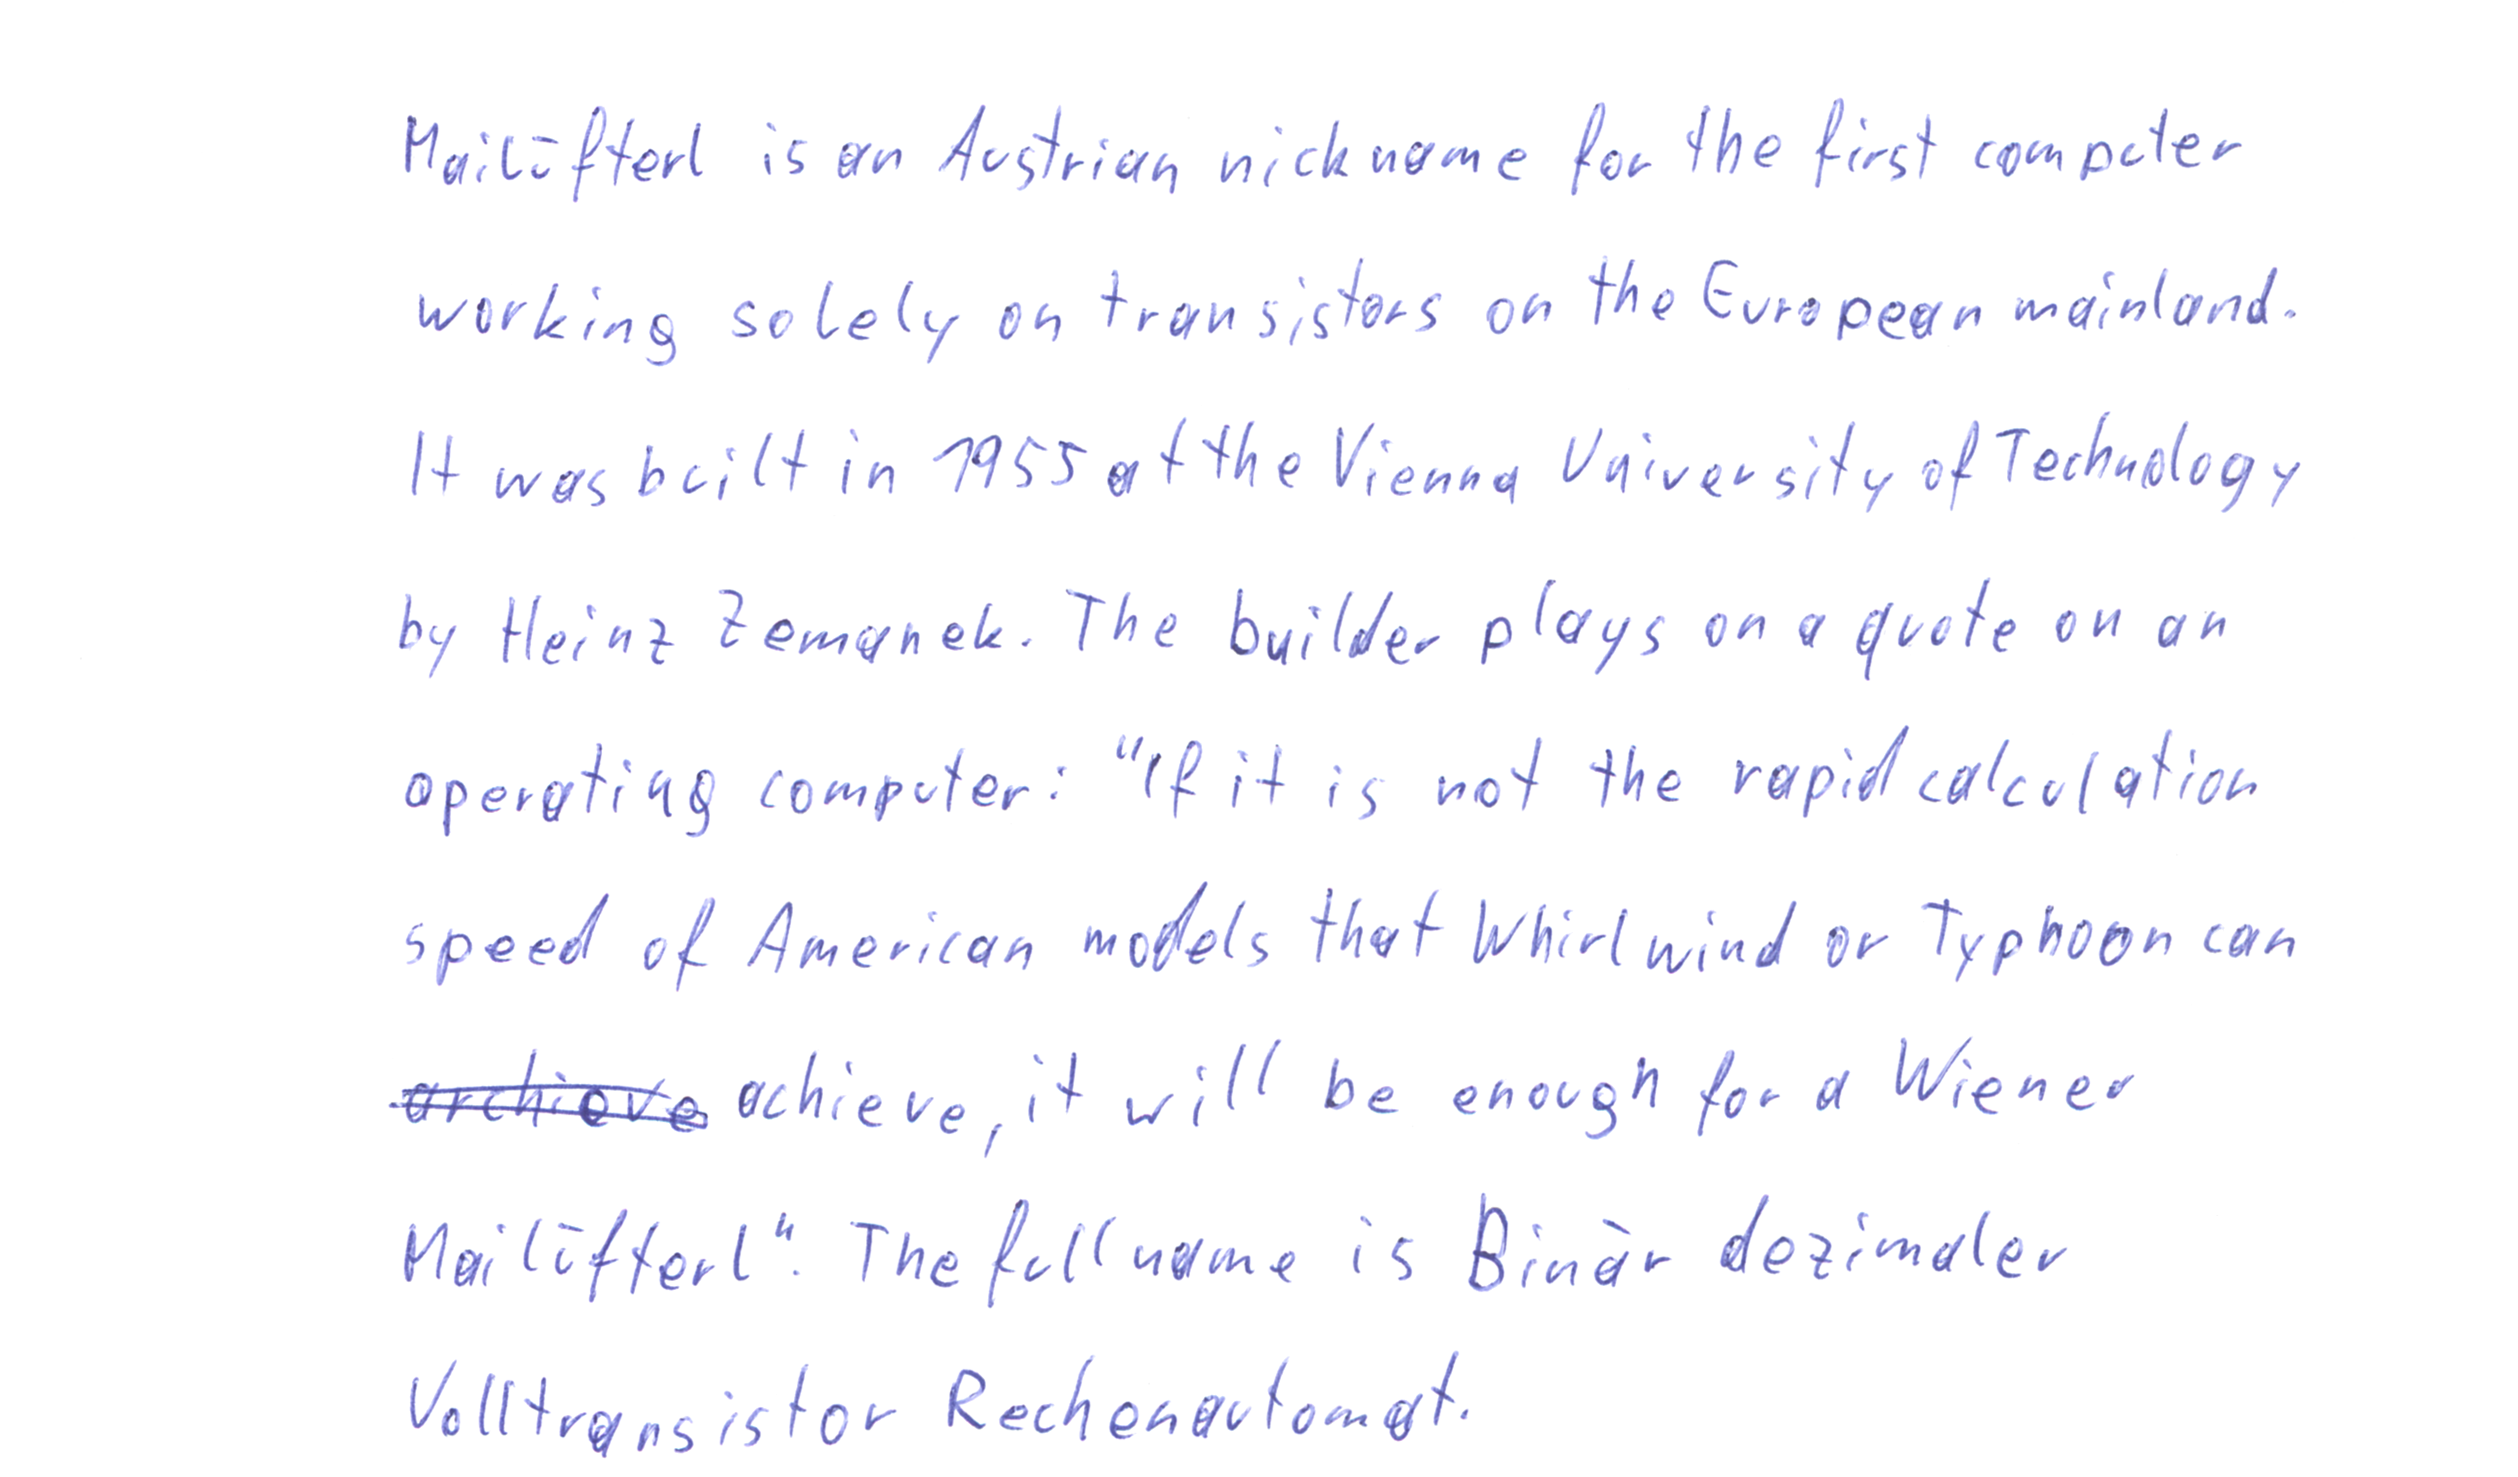 Mailüfterl is an Austrian nickname for the first computer
working solely on transistors on the European mainland.
It was built in 1955 at the Vienna University of Technology
by Heinz Zemanek. The builder plays on a quote on an
operating computer: "If it is not the rapid calculation
speed of American models that Whirlwind or Typhoon can
archieve achieve, it will be enough for a Wiener
Mailüfterl". The full name is Binär dezimaler
Volltransistor Rechenautomat.